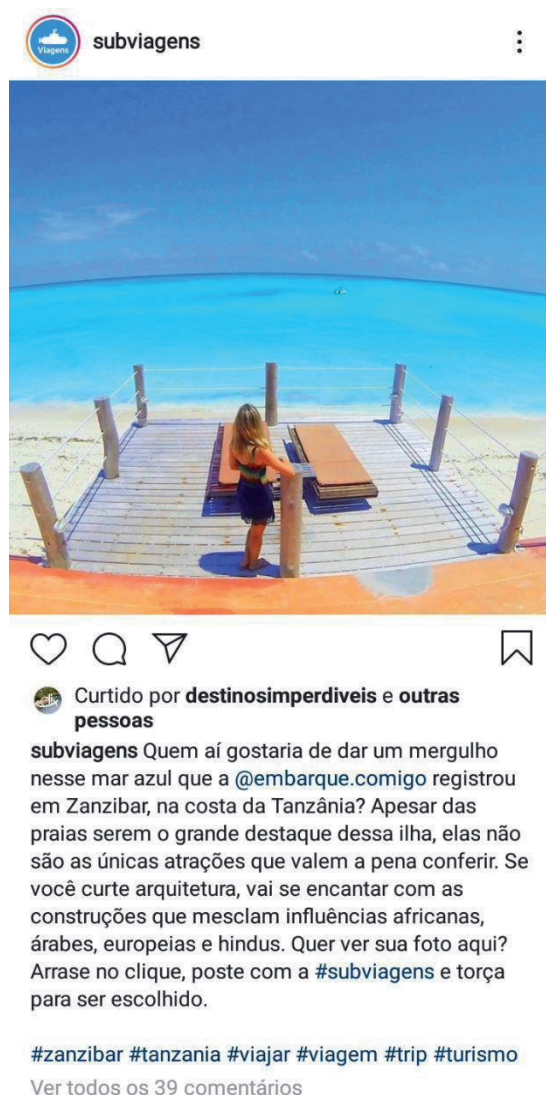 Viagens
subviagens
Curtido por destinosimperdiveis e outras
pessoas
subviagens Quem aí gostaria de dar um mergulho
nesse mar azul que a @embarque.comigo registrou
em Zanzibar, na costa da Tanzânia? Apesar das
praias serem o grande destaque dessa ilha, elas não
são as únicas atrações que valem a pena conferir. Se
você curte arquitetura, vai se encantar com as
construções que mesclam influências africanas,
árabes, europeias e hindus. Quer ver sua foto aqui?
Arrase no clique, poste com a #subviagens e torça
para ser escolhido.
#zanzibar #tanzania #viajar #viagem #trip #turismo
Ver todos os 39 comentários